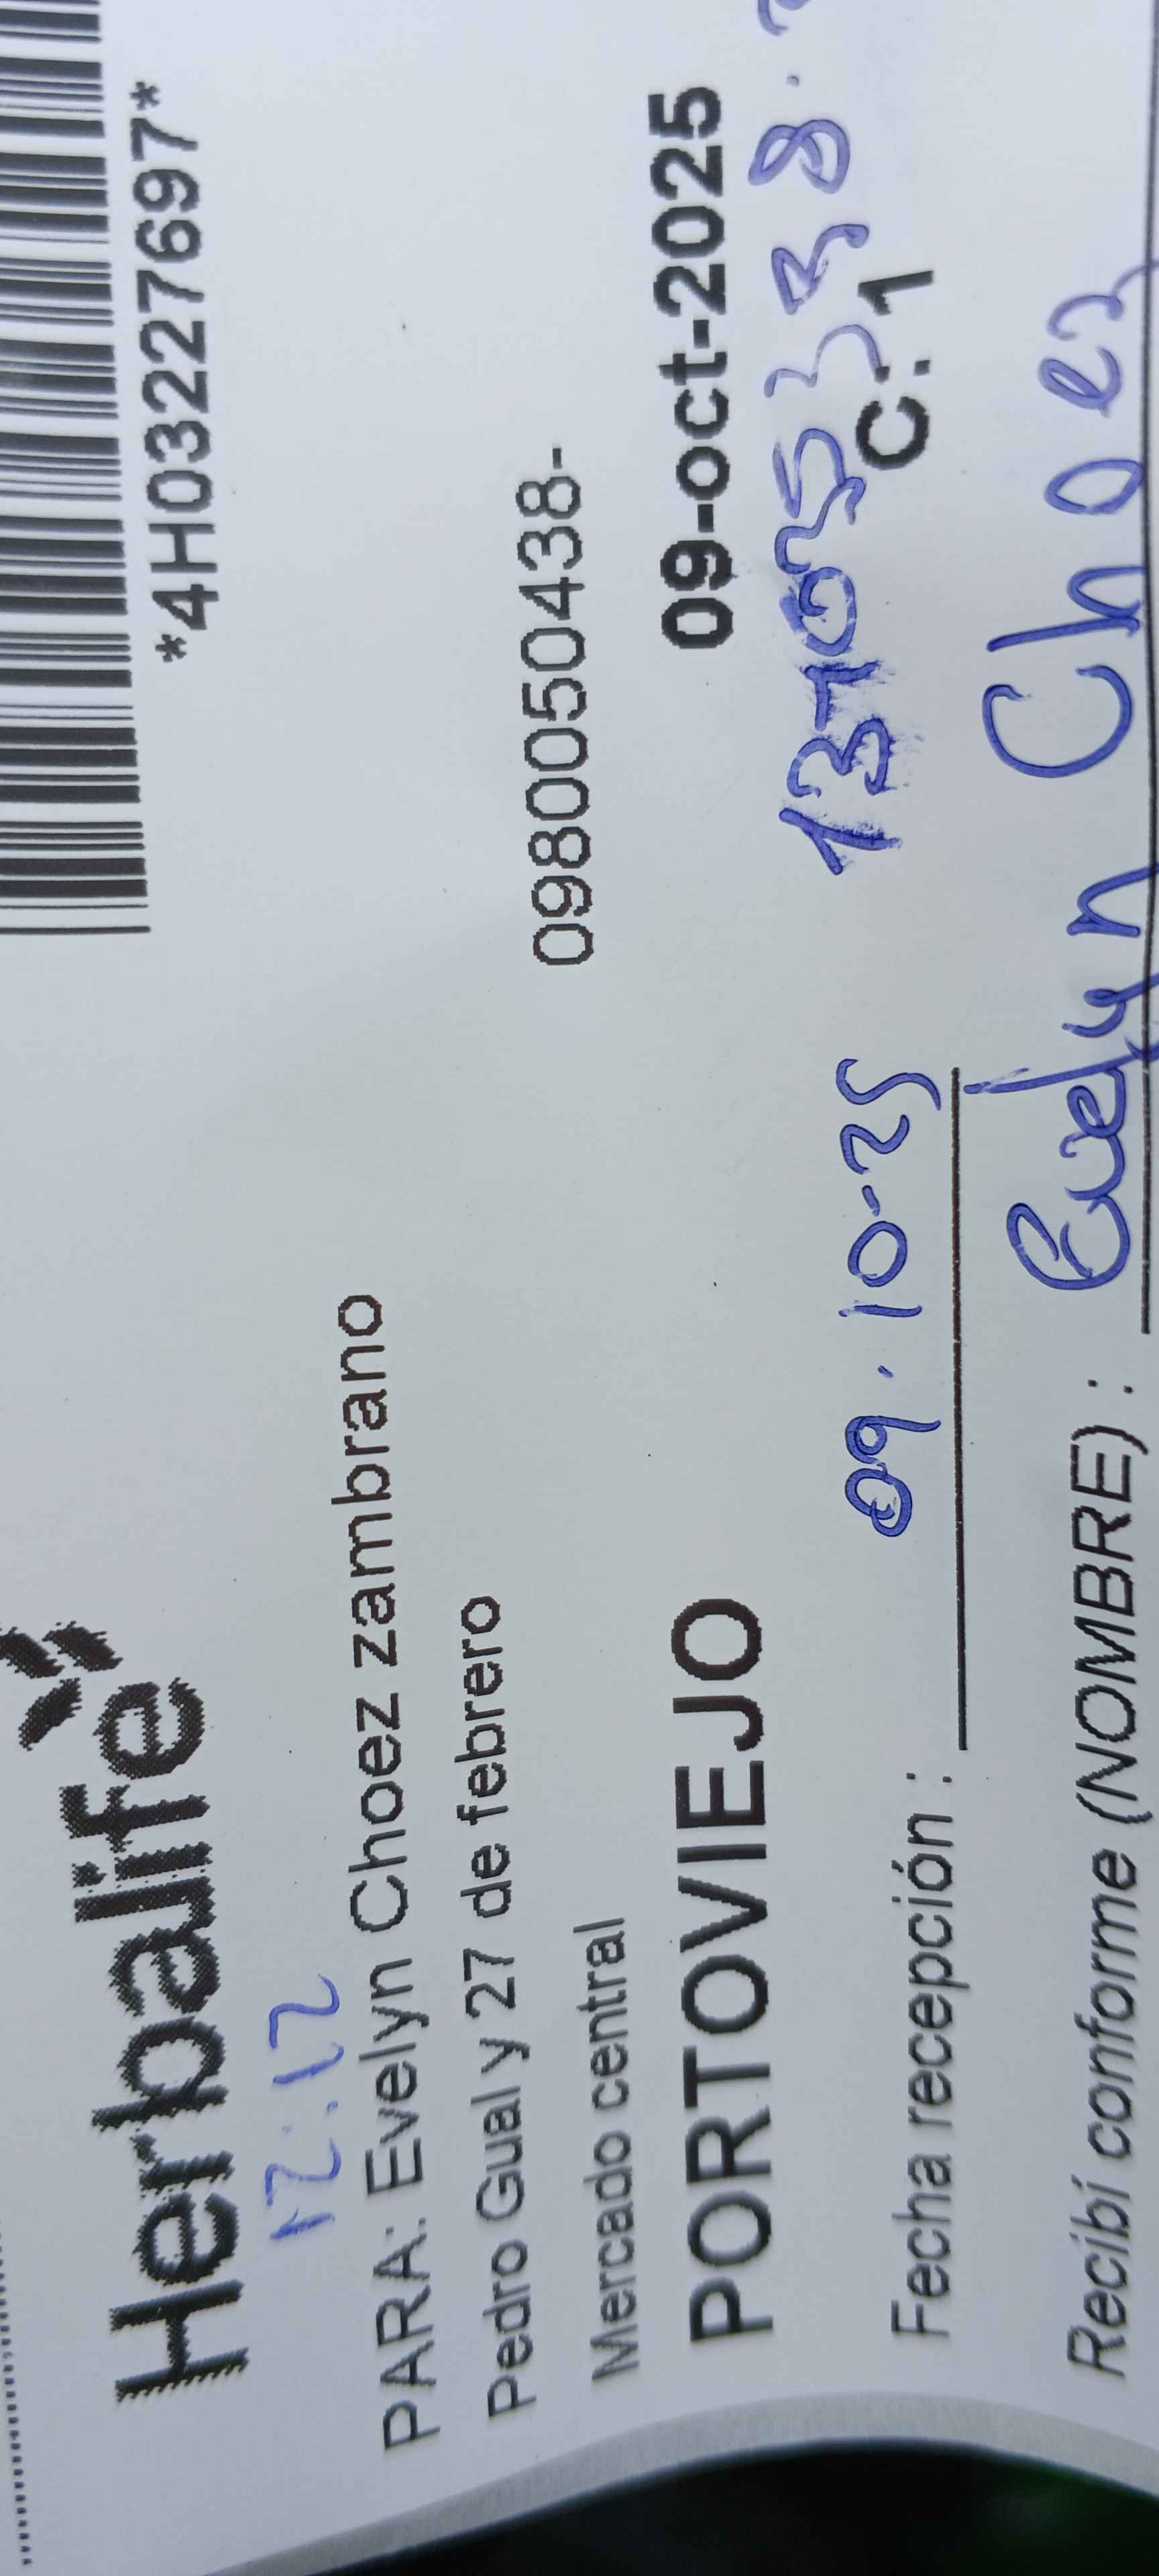 *4H03227697*
Herbalife
12:12
PARA: Evelyn Choez zambrano
Pedro Gual y 27 de febrero
0980050438-
Mercado central
PORTOVIEJO 09-oct-2025
C: 1
Fecha recepción : 09.10-25
Recibí conforme (NOMBRE) : Evelyn Choez